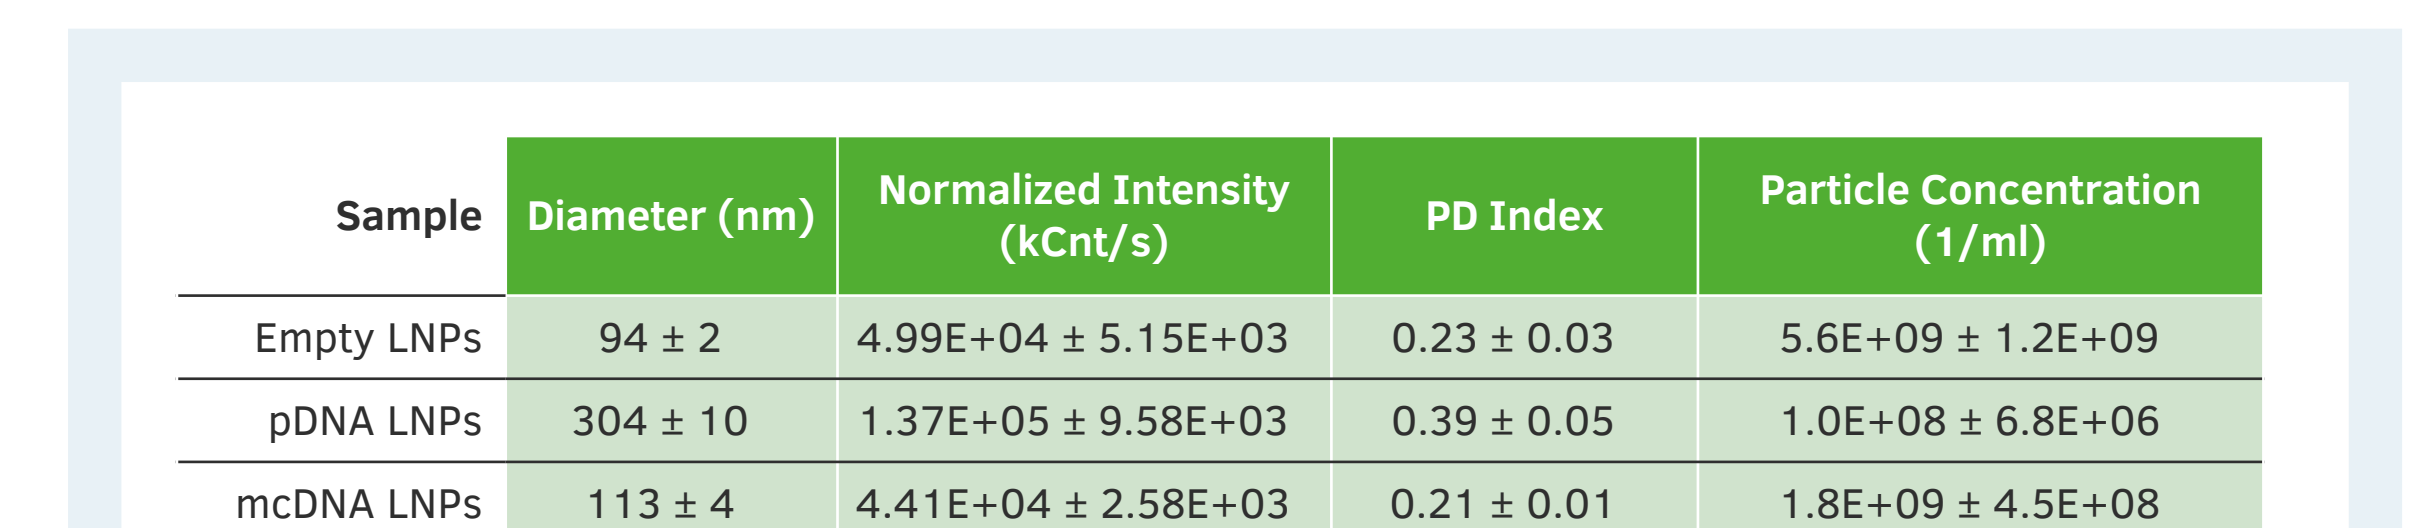 Sample Diameter (nm) Normalized Intensity (kCnt/s) PD Index Particle Concentration (1/ml)
Empty LNPs 94 ± 2 4.99E+04 ± 5.15E+03 0.23 ± 0.03 5.6E+09 ± 1.2E+09
pDNA LNPs 304 ± 10 1.37E+05 ± 9.58E+03 0.39 ± 0.05 1.0E+08 ± 6.8E+06
mcDNA LNPs 113 ± 4 4.41E+04 ± 2.58E+03 0.21 ± 0.01 1.8E+09 ± 4.5E+08